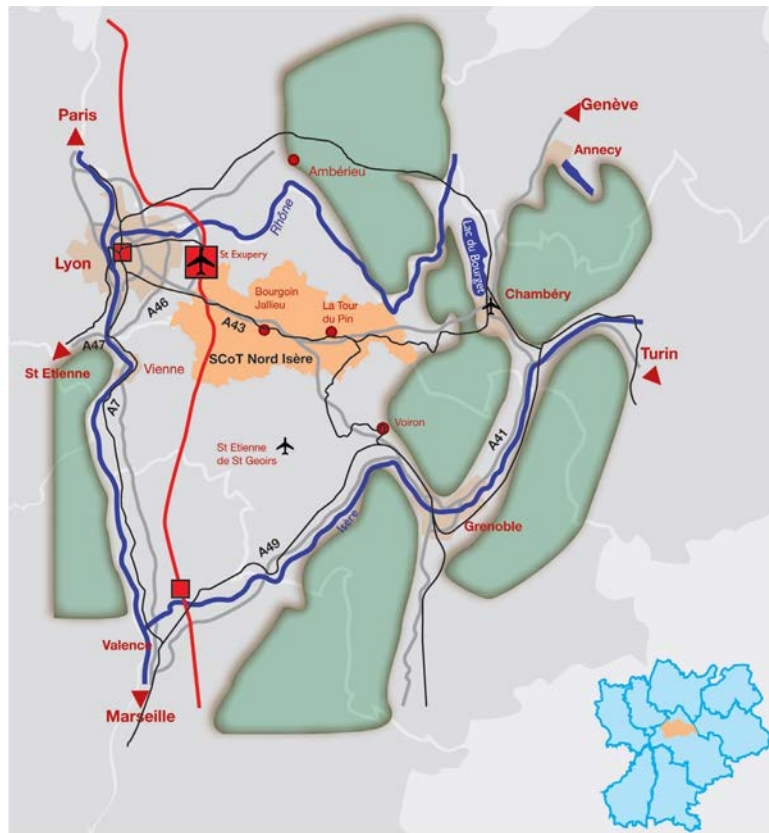 Paris
Genève
Annecy
Ambérieu
Rhône
Lyon
St Exupery
Lac du Bourget
Bourgoin
Jallieu
La Tour
du Pin
Chambéry
A46
A43
A47
SCoT Nord Isère
St Etienne
Vienne
Turin
A7
Voiron
A41
St Etienne
de St Geoirs
Grenoble
A49
Isère
Valence
Marseille